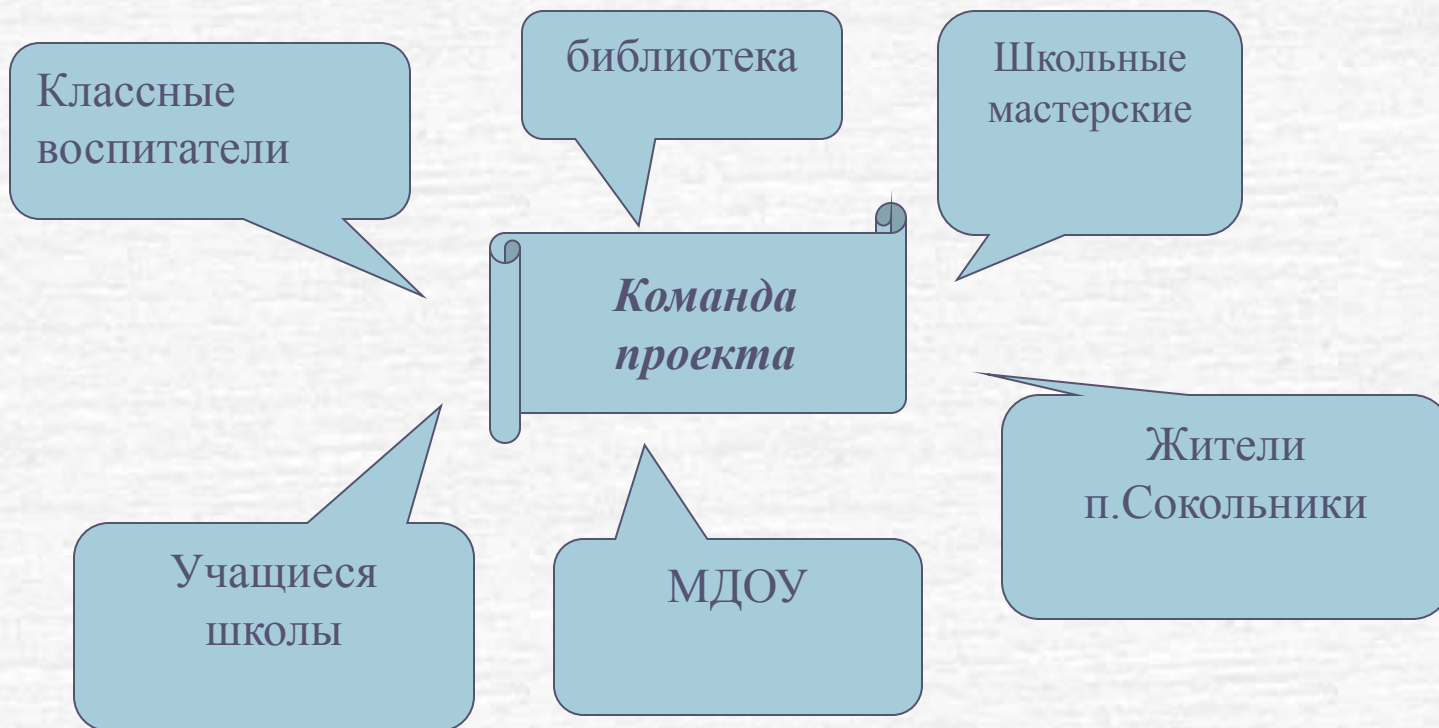 Классные
воспитатели
библиотека
Школьные
мастерские
Команда
проекта
Жители
п.Сокольники
Учащиеся
школы
МДОУ